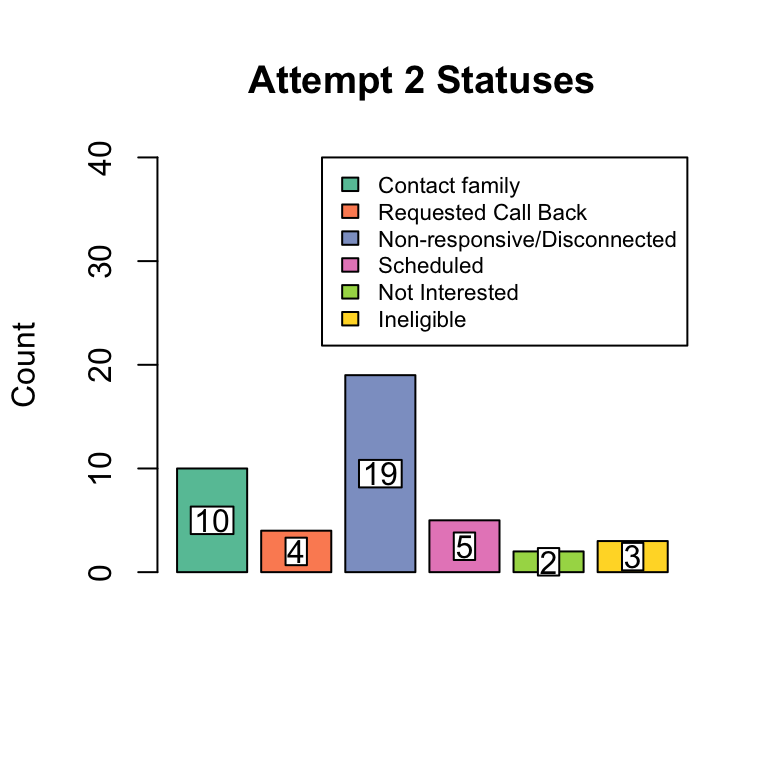 Attempt 2 Statuses
Count
40
30
20
10
0
Contact family
Requested Call Back
Non-responsive/Disconnected
Scheduled
Not Interested
Ineligible
10
4
19
5
2
3